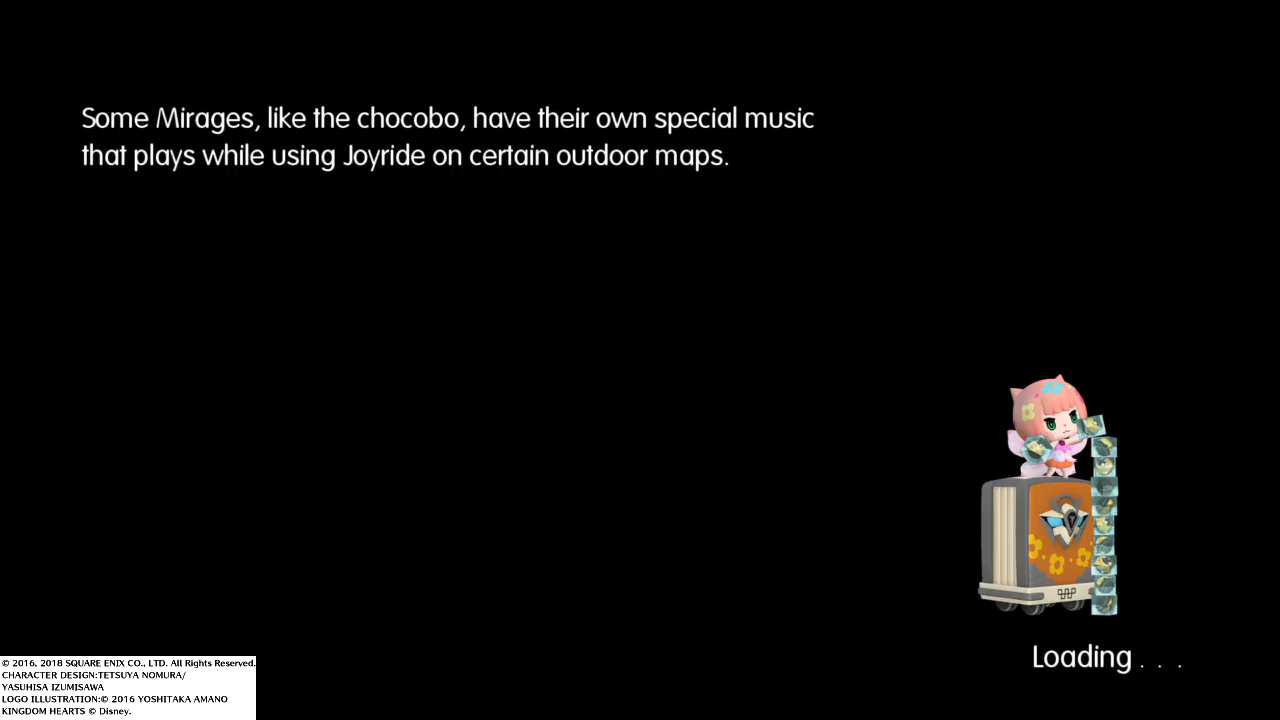 Some Mirages, like the chocobo, have their own special music
that plays while using Joyride on certain outdoor maps.
Loading . . .
© 2016, 2018 SQUARE ENIX CO., LTD. All Rights Reserved.
CHARACTER DESIGN:TETSUYA NOMURA/
YASUHISA IZUMISAWA
LOGO ILLUSTRATION:© 2016 YOSHITAKA AMANO
KINGDOM HEARTS © Disney.